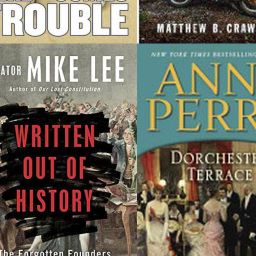 TROUBLE
MATTHEW B. CRAW
ATOR MIKE LEE
Author of Our Lost Constitution
WRITTEN
OUT OF
HISTORY
The Forgotten Founders
NEW YORK TIMES BESTSELLING
ANN
PERR
DORCHESTE
TERRACE